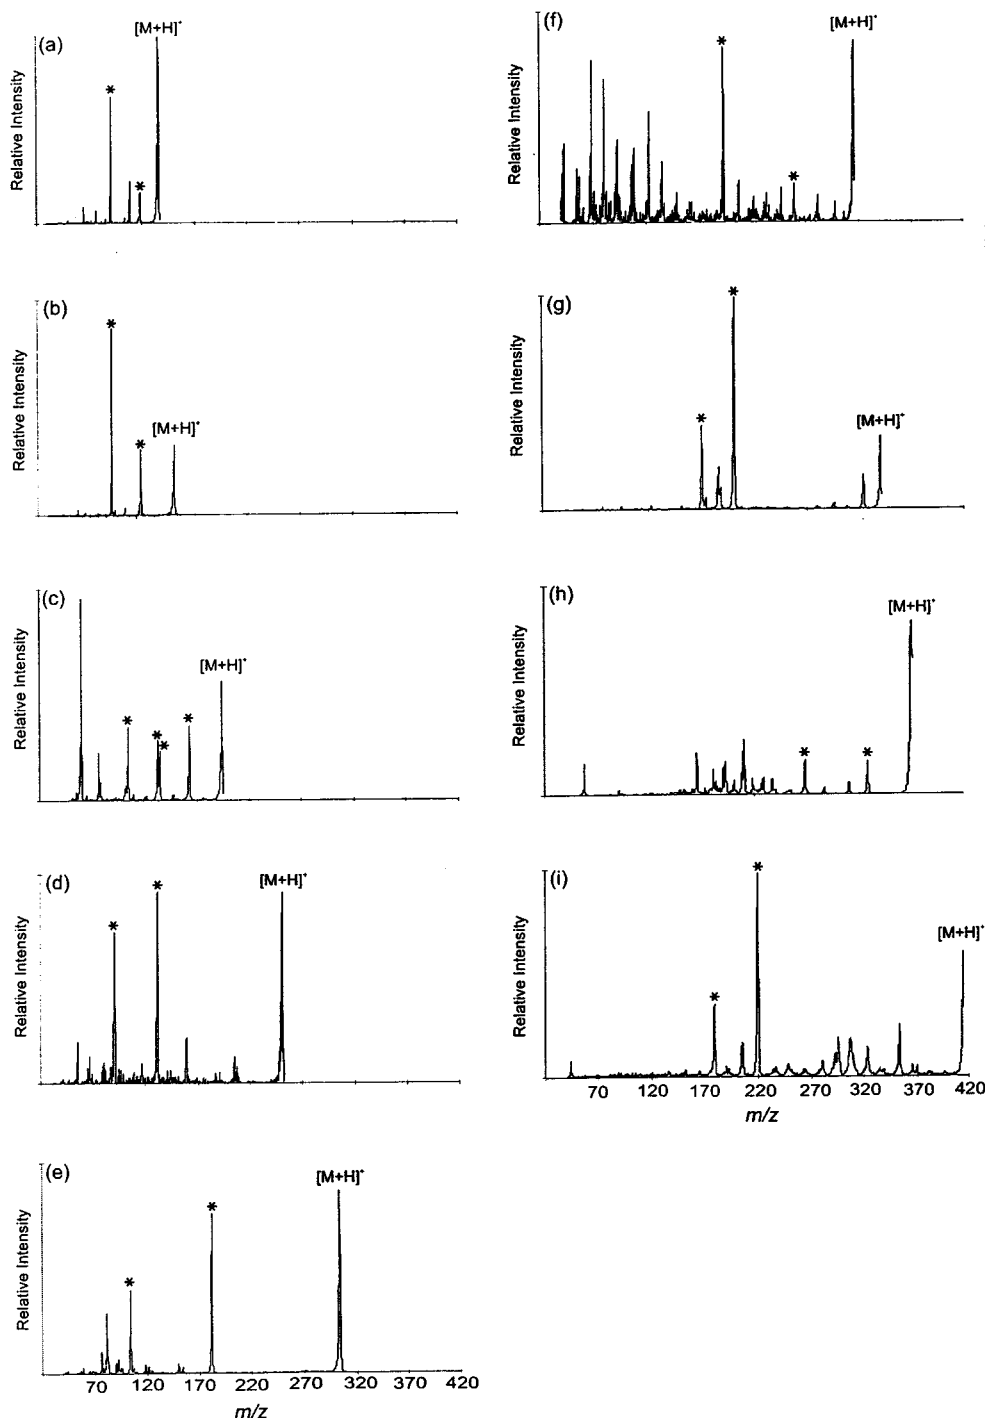 (a)
[M+H]⁺
*
*
Relative Intensity
(b)
*
*
[M+H]⁺
Relative Intensity
(c)
[M+H]⁺
*
*
*
*
Relative Intensity
(d)
*
*
[M+H]⁺
Relative Intensity
(e)
[M+H]⁺
*
*
Relative Intensity
70 120 170 220 270 320 370 420
m/z
(f)
*
[M+H]⁺
*
Relative Intensity
(g)
*
*
[M+H]⁺
Relative Intensity
(h)
[M+H]⁺
*
*
Relative Intensity
(i)
*
[M+H]⁺
*
Relative Intensity
70 120 170 220 270 320 370 420
m/z